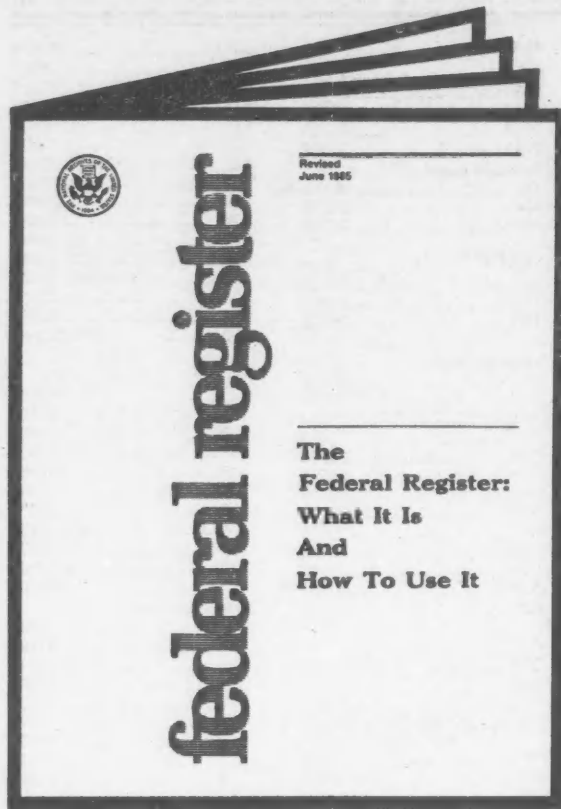 federal register
Revised
June 1985
The
Federal Register:
What It Is
And
How To Use It